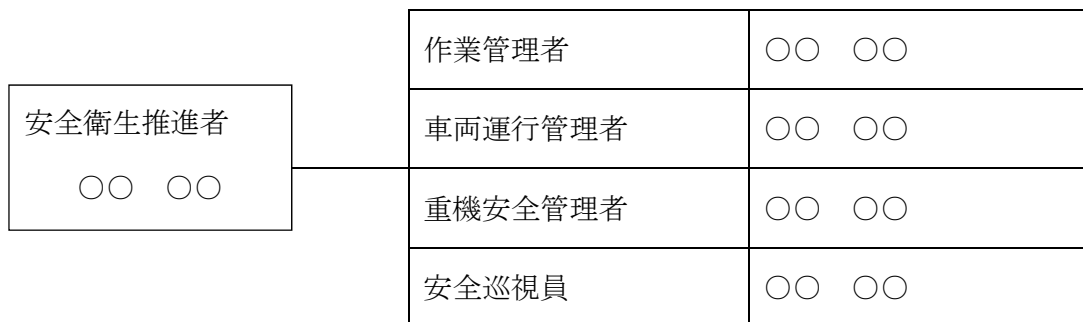 安全衛生推進者
○○　○○
作業管理者　○○　○○
車両運行管理者　○○　○○
重機安全管理者　○○　○○
安全巡視員　○○　○○